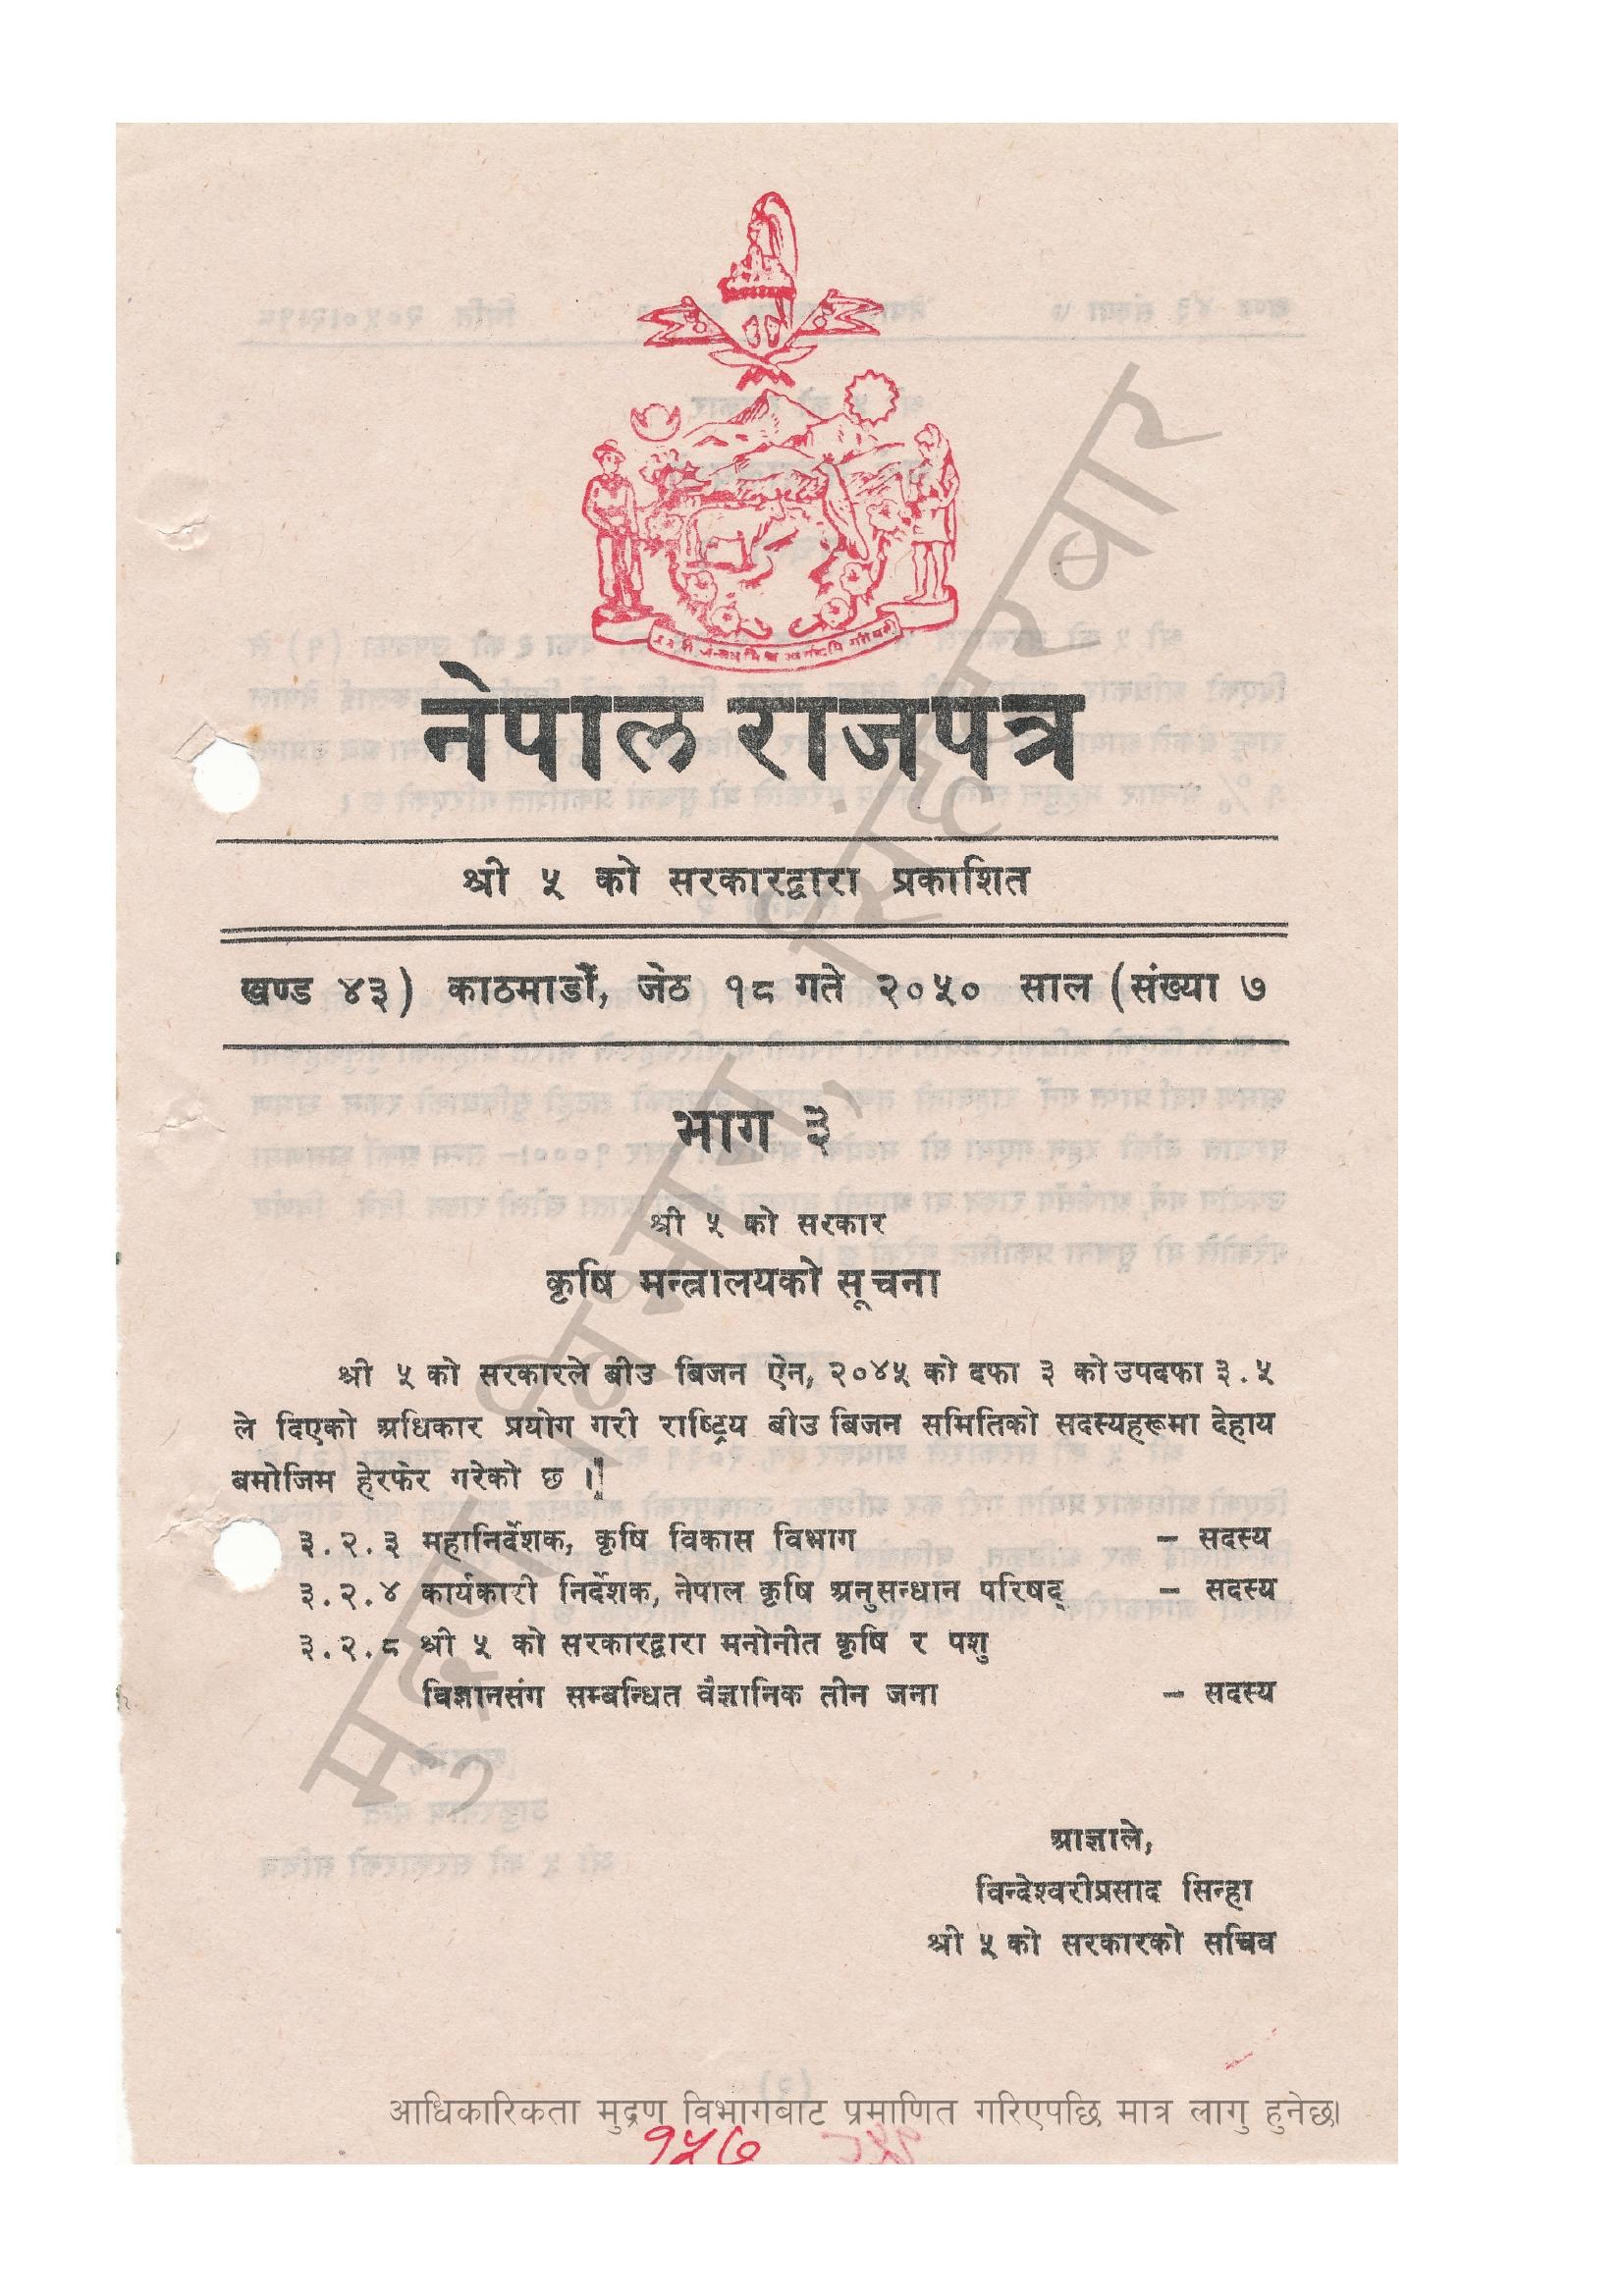 नेपाल राजपत्र
श्री ५ को सरकारद्वारा प्रकाशित
खण्ड ४३) काठमाडौं, जेठ १८ गते २०५० साल (संख्या ७
भाग ३
श्री ५ को सरकार
कृषि मन्त्रालयको सूचना
श्री ५ को सरकारले बीउ बिजन ऐन, २०४५ को दफा ३ को उपदफा ३.५
ले दिएको अधिकार प्रयोग गरी राष्ट्रिय बीउ बिजन समितिको सदस्यहरूमा देहाय
बमोजिम हेरफेर गरेको छ ।
३.२.३ महानिर्देशक, कृषि विकास विभाग – सदस्य
३.२.४ कार्यकारी निर्देशक, नेपाल कृषि अनुसन्धान परिषद् – सदस्य
३.२.८ श्री ५ को सरकारद्वारा मनोनीत कृषि र पशु
विज्ञानसंग सम्बन्धित वैज्ञानिक तीन जना – सदस्य
आज्ञाले,
विन्देश्वरीप्रसाद सिन्हा
श्री ५ को सरकारको सचिव
मुद्रण विभाग, सिंहदरबार
आधिकारिकता मुद्रण विभागबाट प्रमाणित गरिएपछि मात्र लागु हुनेछ।
१५७